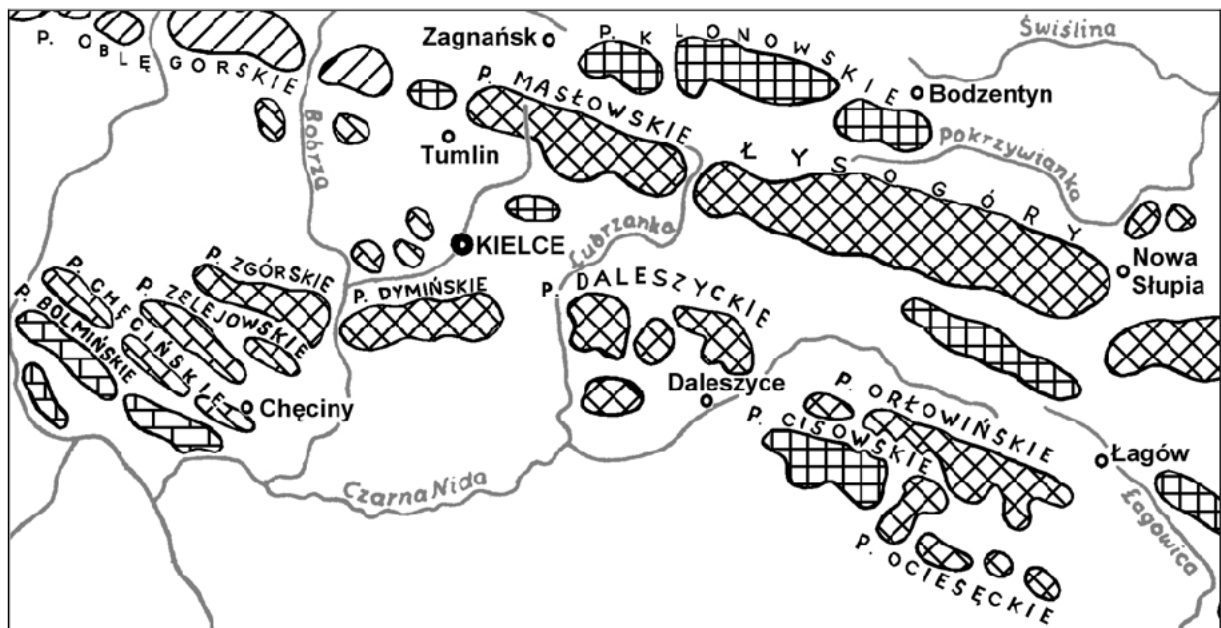 P. OBLĘGORSKIE
Zagnańsk
P. KLONOWSKIE
Świślina
Bodzentyn
P. MASŁOWSKIE
Tumlin
Bobrza
Pokrzywianka
ŁYSOGÓRY
KIELCE
Lubrzanka
Nowa
Słupia
P. ZGÓRSKIE
P. CHĘCIŃSKIE
P. ZELEJOWSKIE
P. BOLMIŃSKIE
P. DYMIŃSKIE
P. DALESZYCKIE
Daleszyce
Chęciny
P. ORŁOWIŃSKIE
P. CISOWSKIE
Łagów
Czarna Nida
Łagowica
P. OCIESĘCKIE